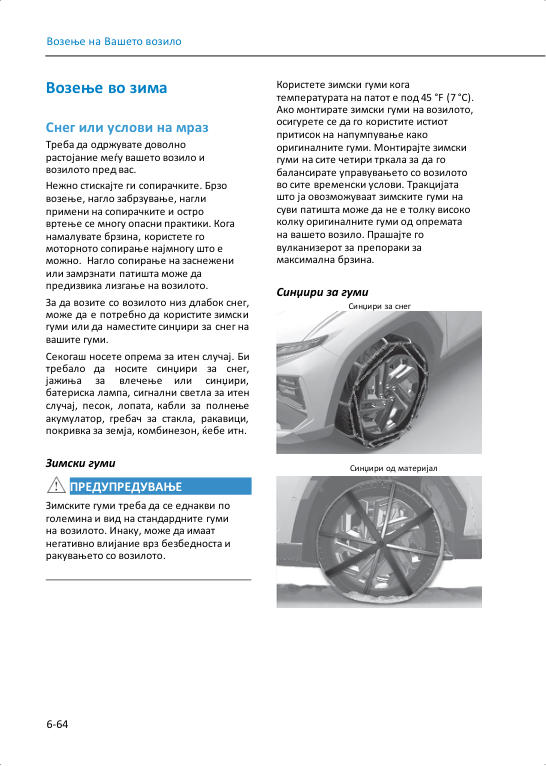 Возење на Вашето возило
Возење во зима
Снег или услови на мраз
Треба да одржувате доволно
растојание меѓу вашето возило и
возилото пред вас.
Нежно стискајте ги сопирачките. Брзо
возење, нагло забрзување, нагли
примени на сопирачките и остро
вртење се многу опасни практики. Кога
намалувате брзина, користете го
моторното сопирање најмногу што е
можно. Нагло сопирање на заснежени
или замрзнати патишта може да
предизвика лизгање на возилото.
За да возите со возилото низ длабок снег,
може да е потребно да користите зимски
гуми или да наместите синџири за снег на
вашите гуми.
Секогаш носете опрема за итен случај. Би
требало да носите синџири за снег,
јажиња за влечење или синџири,
батериска лампа, сигнални светла за итен
случај, песок, лопата, кабли за полнење
акумулатор, гребач за стакла, ракавици,
покривка за земја, комбинезон, ќебе итн.
Зимски гуми
ПРЕДУПРЕДУВАЊЕ
Зимските гуми треба да се еднакви по
големина и вид на стандардните гуми
на возилото. Инаку, може да имаат
негативно влијание врз безбедноста и
ракувањето со возилото.
Користете зимски гуми кога
температурата на патот е под 45 °F (7 °C).
Ако монтирате зимски гуми на возилото,
осигурете се да го користите истиот
притисок на напумпување како
оригиналните гуми. Монтирајте зимски
гуми на сите четири тркала за да го
балансирате управувањето со возилото
во сите временски услови. Тракцијата
што ја овозможуваат зимските гуми на
суви патишта може да не е толку високо
колку оригиналните гуми од опремата
на вашето возило. Прашајте го
вулканизерот за препораки за
максимална брзина.
Синџири за гуми
Синџири за снег
Синџири од материјал
6-64